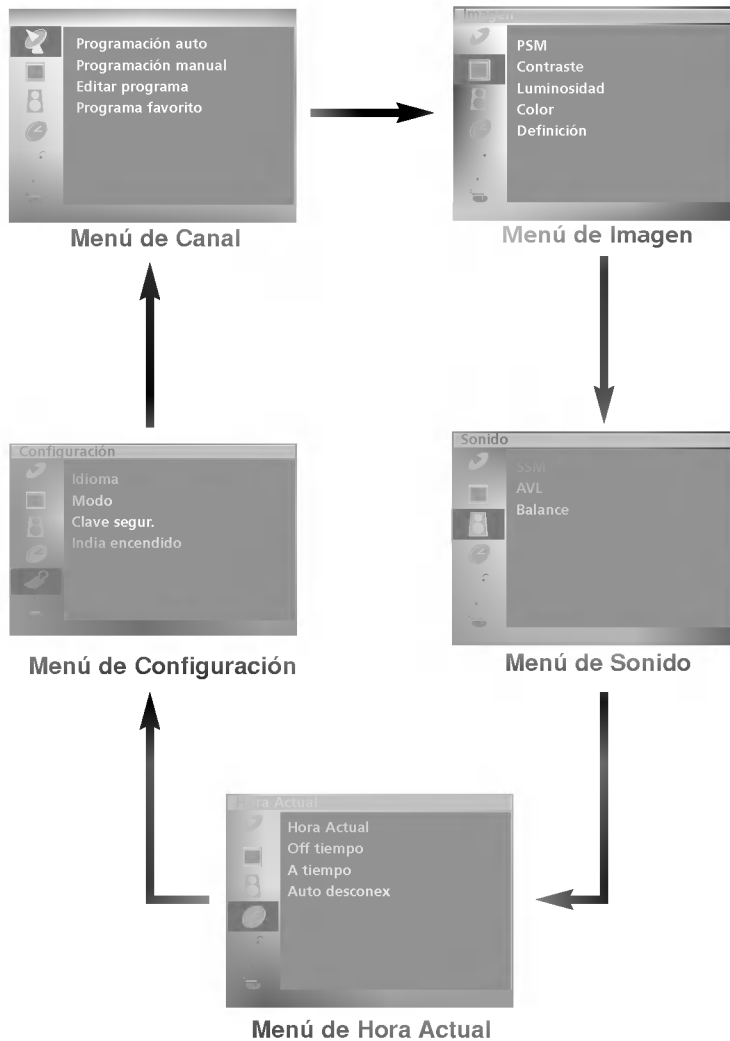 Programación auto
Programación manual
Editar programa
Programa favorito
Menú de Canal
Imagen
PSM
Contraste
Luminosidad
Color
Definición
Menú de Imagen
Configuración
Idioma
Modo
Clave segur.
India encendido
Menú de Configuración
Sonido
SSM
AVL
Balance
Menú de Sonido
Hora Actual
Hora Actual
Off tiempo
A tiempo
Auto desconex
Menú de Hora Actual